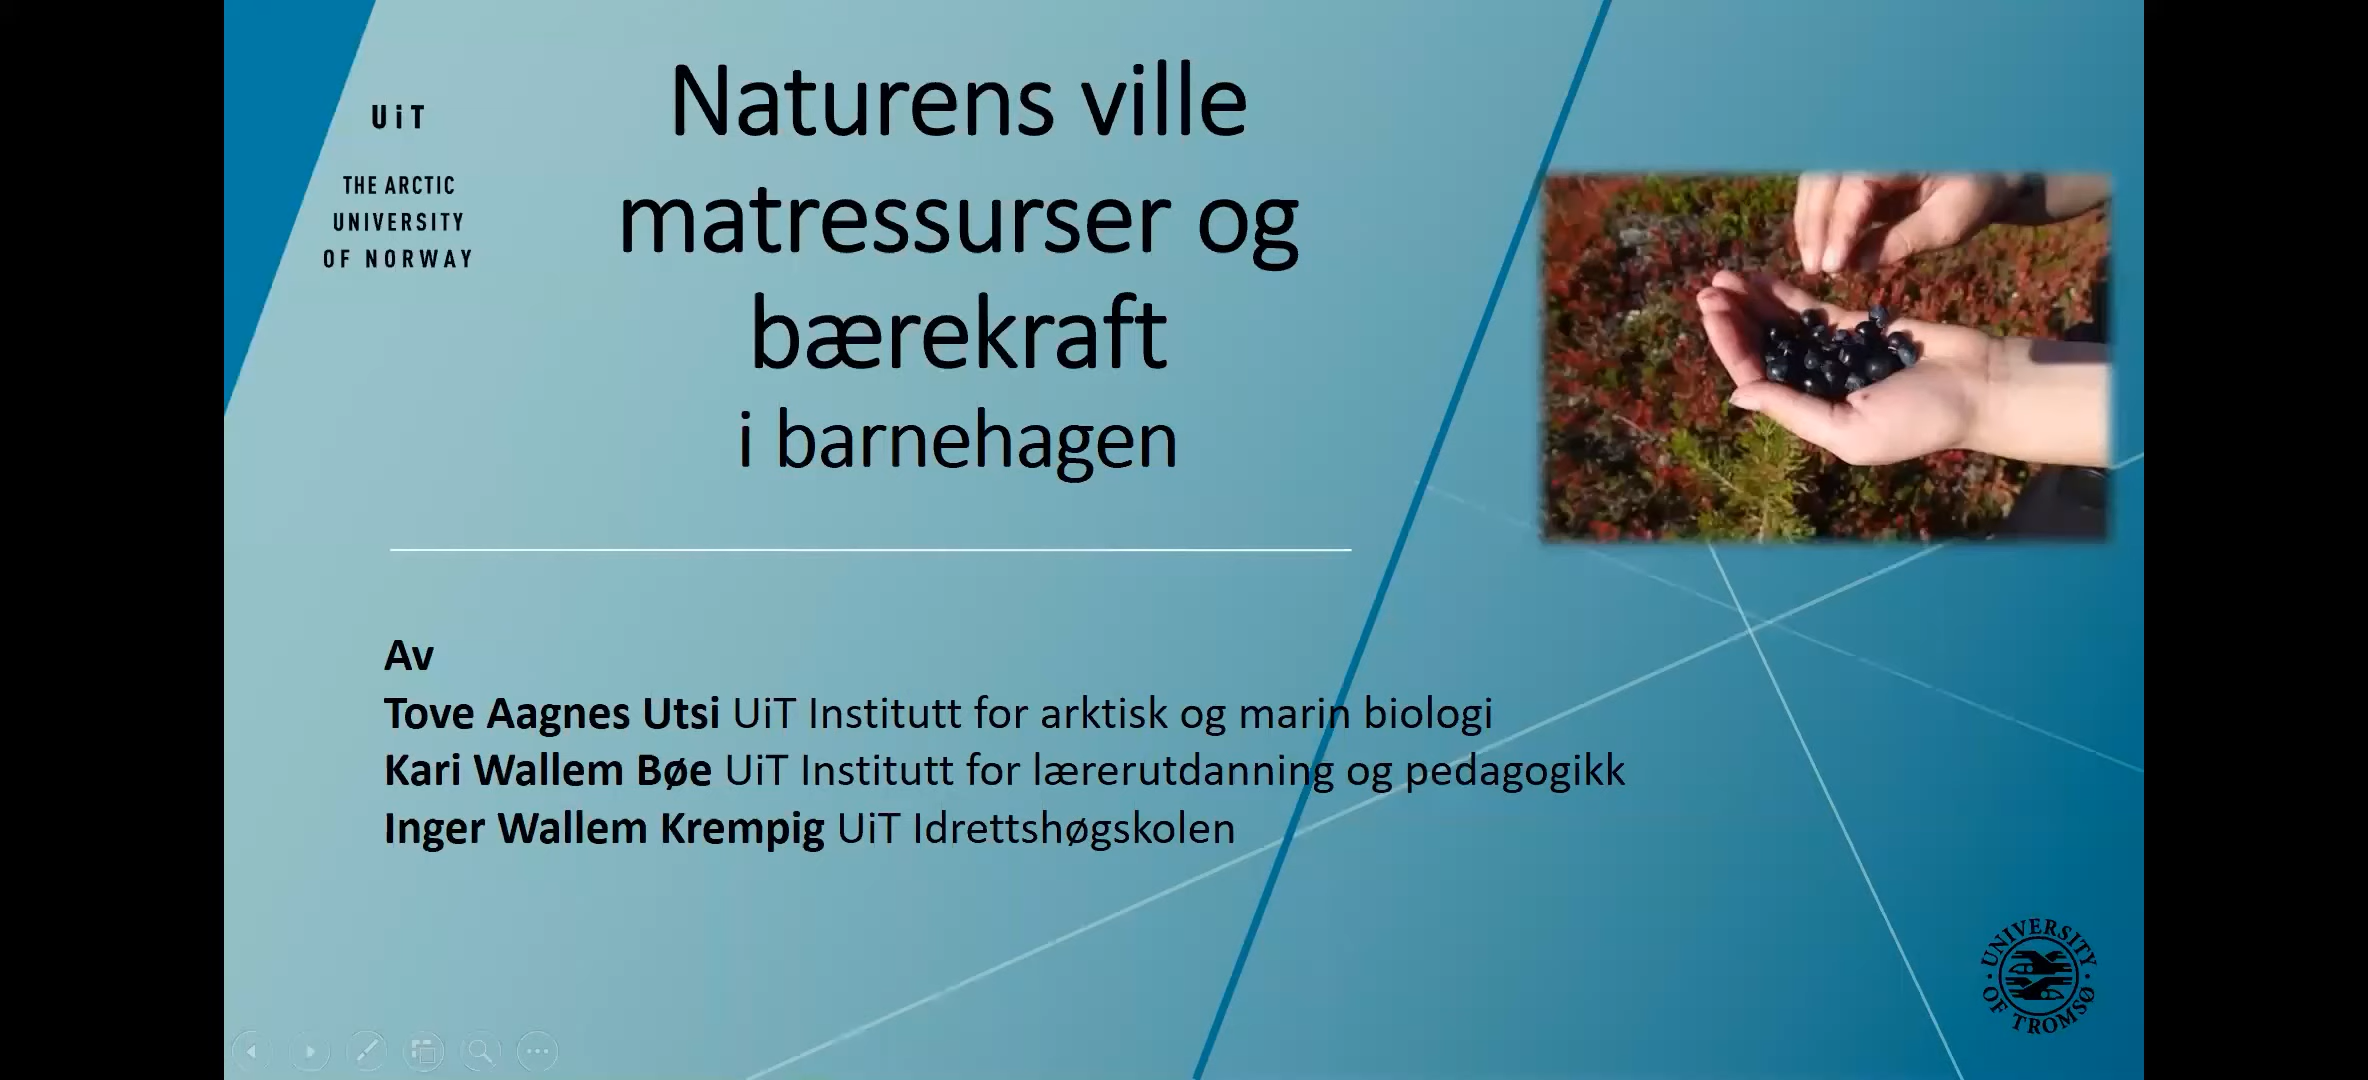 UiT
THE ARCTIC
UNIVERSITY
OF NORWAY
Naturens ville
matressurser og
bærekraft
i barnehagen
Av
Tove Aagnes Utsi UiT Institutt for arktisk og marin biologi
Kari Wallem Bøe UiT Institutt for lærerutdanning og pedagogikk
Inger Wallem Krempig UiT Idrettshøgskolen
UNIVERSITY OF TROMSØ